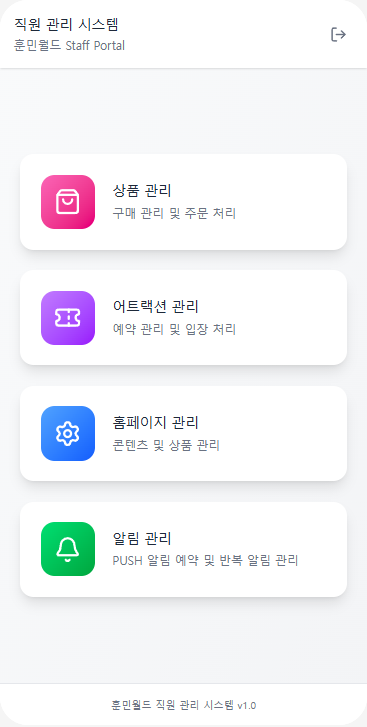 직원 관리 시스템
훈민월드 Staff Portal
상품 관리
구매 관리 및 주문 처리
어트랙션 관리
예약 관리 및 입장 처리
홈페이지 관리
콘텐츠 및 상품 관리
알림 관리
PUSH 알림 예약 및 반복 알림 관리
훈민월드 직원 관리 시스템 v1.0